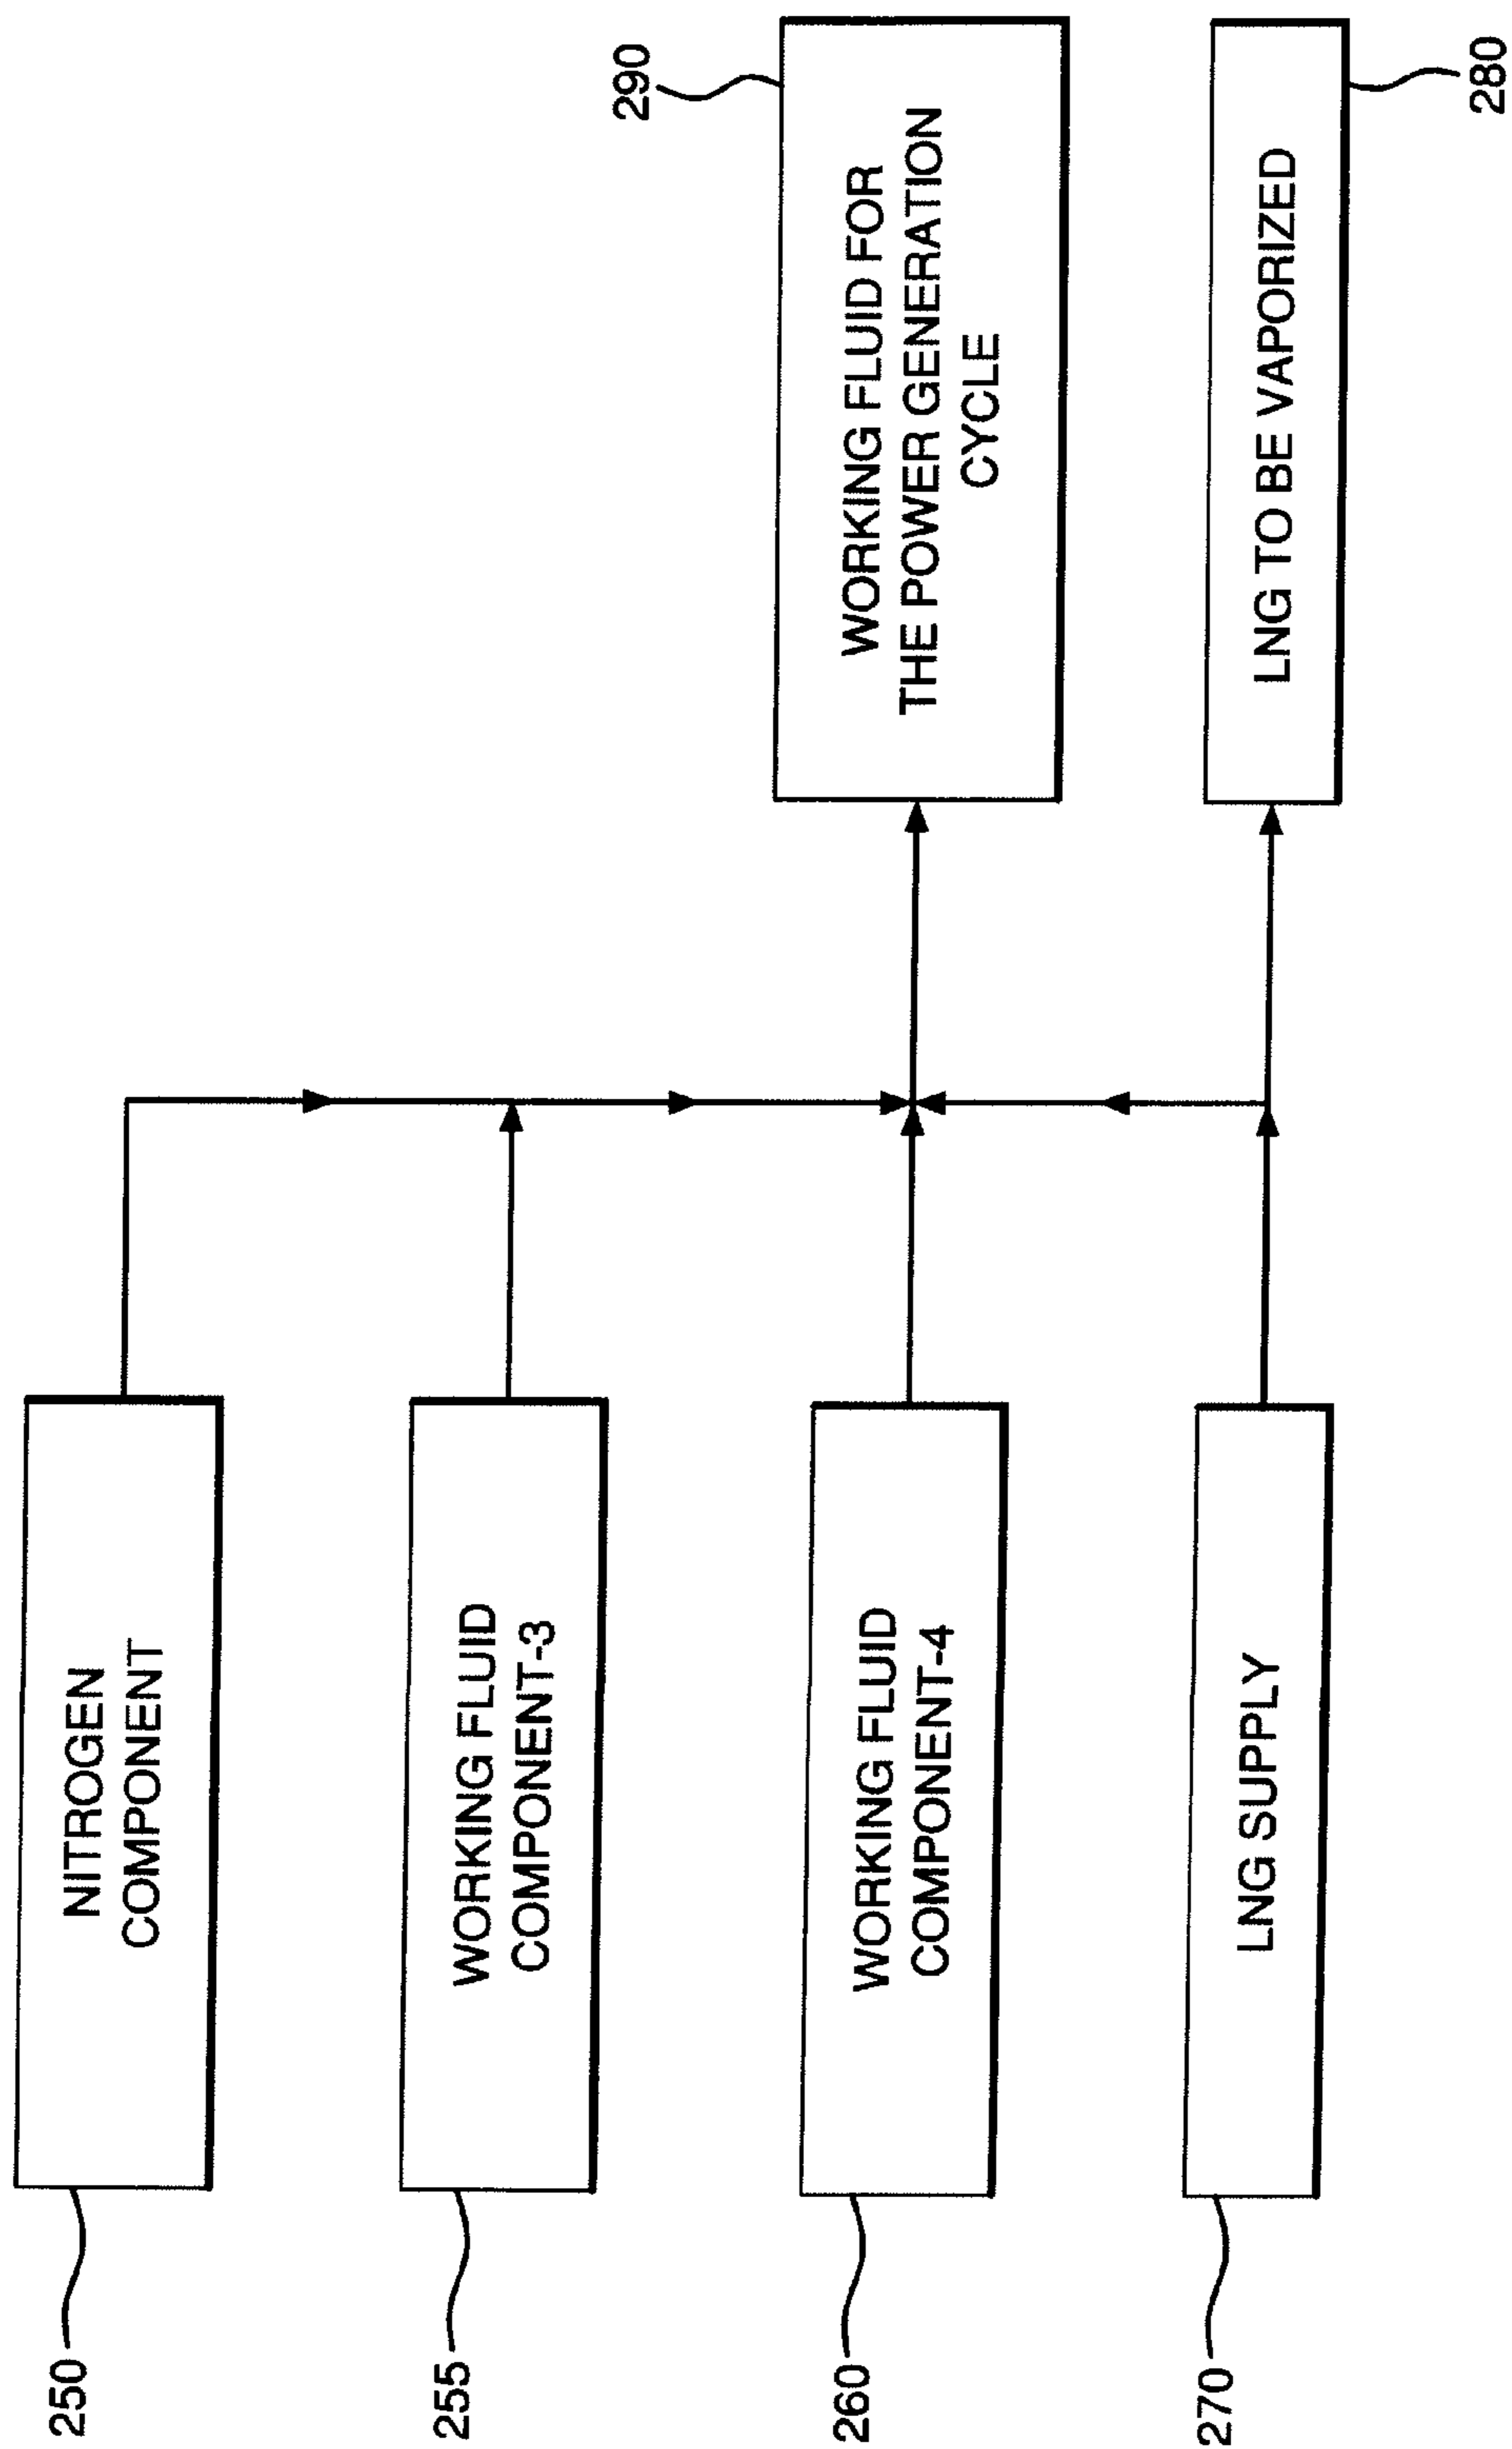 250
NITROGEN
COMPONENT
255
WORKING FLUID
COMPONENT-3
260
WORKING FLUID
COMPONENT-4
270
LNG SUPPLY
290
WORKING FLUID FOR
THE POWER GENERATION
CYCLE
LNG TO BE VAPORIZED
280